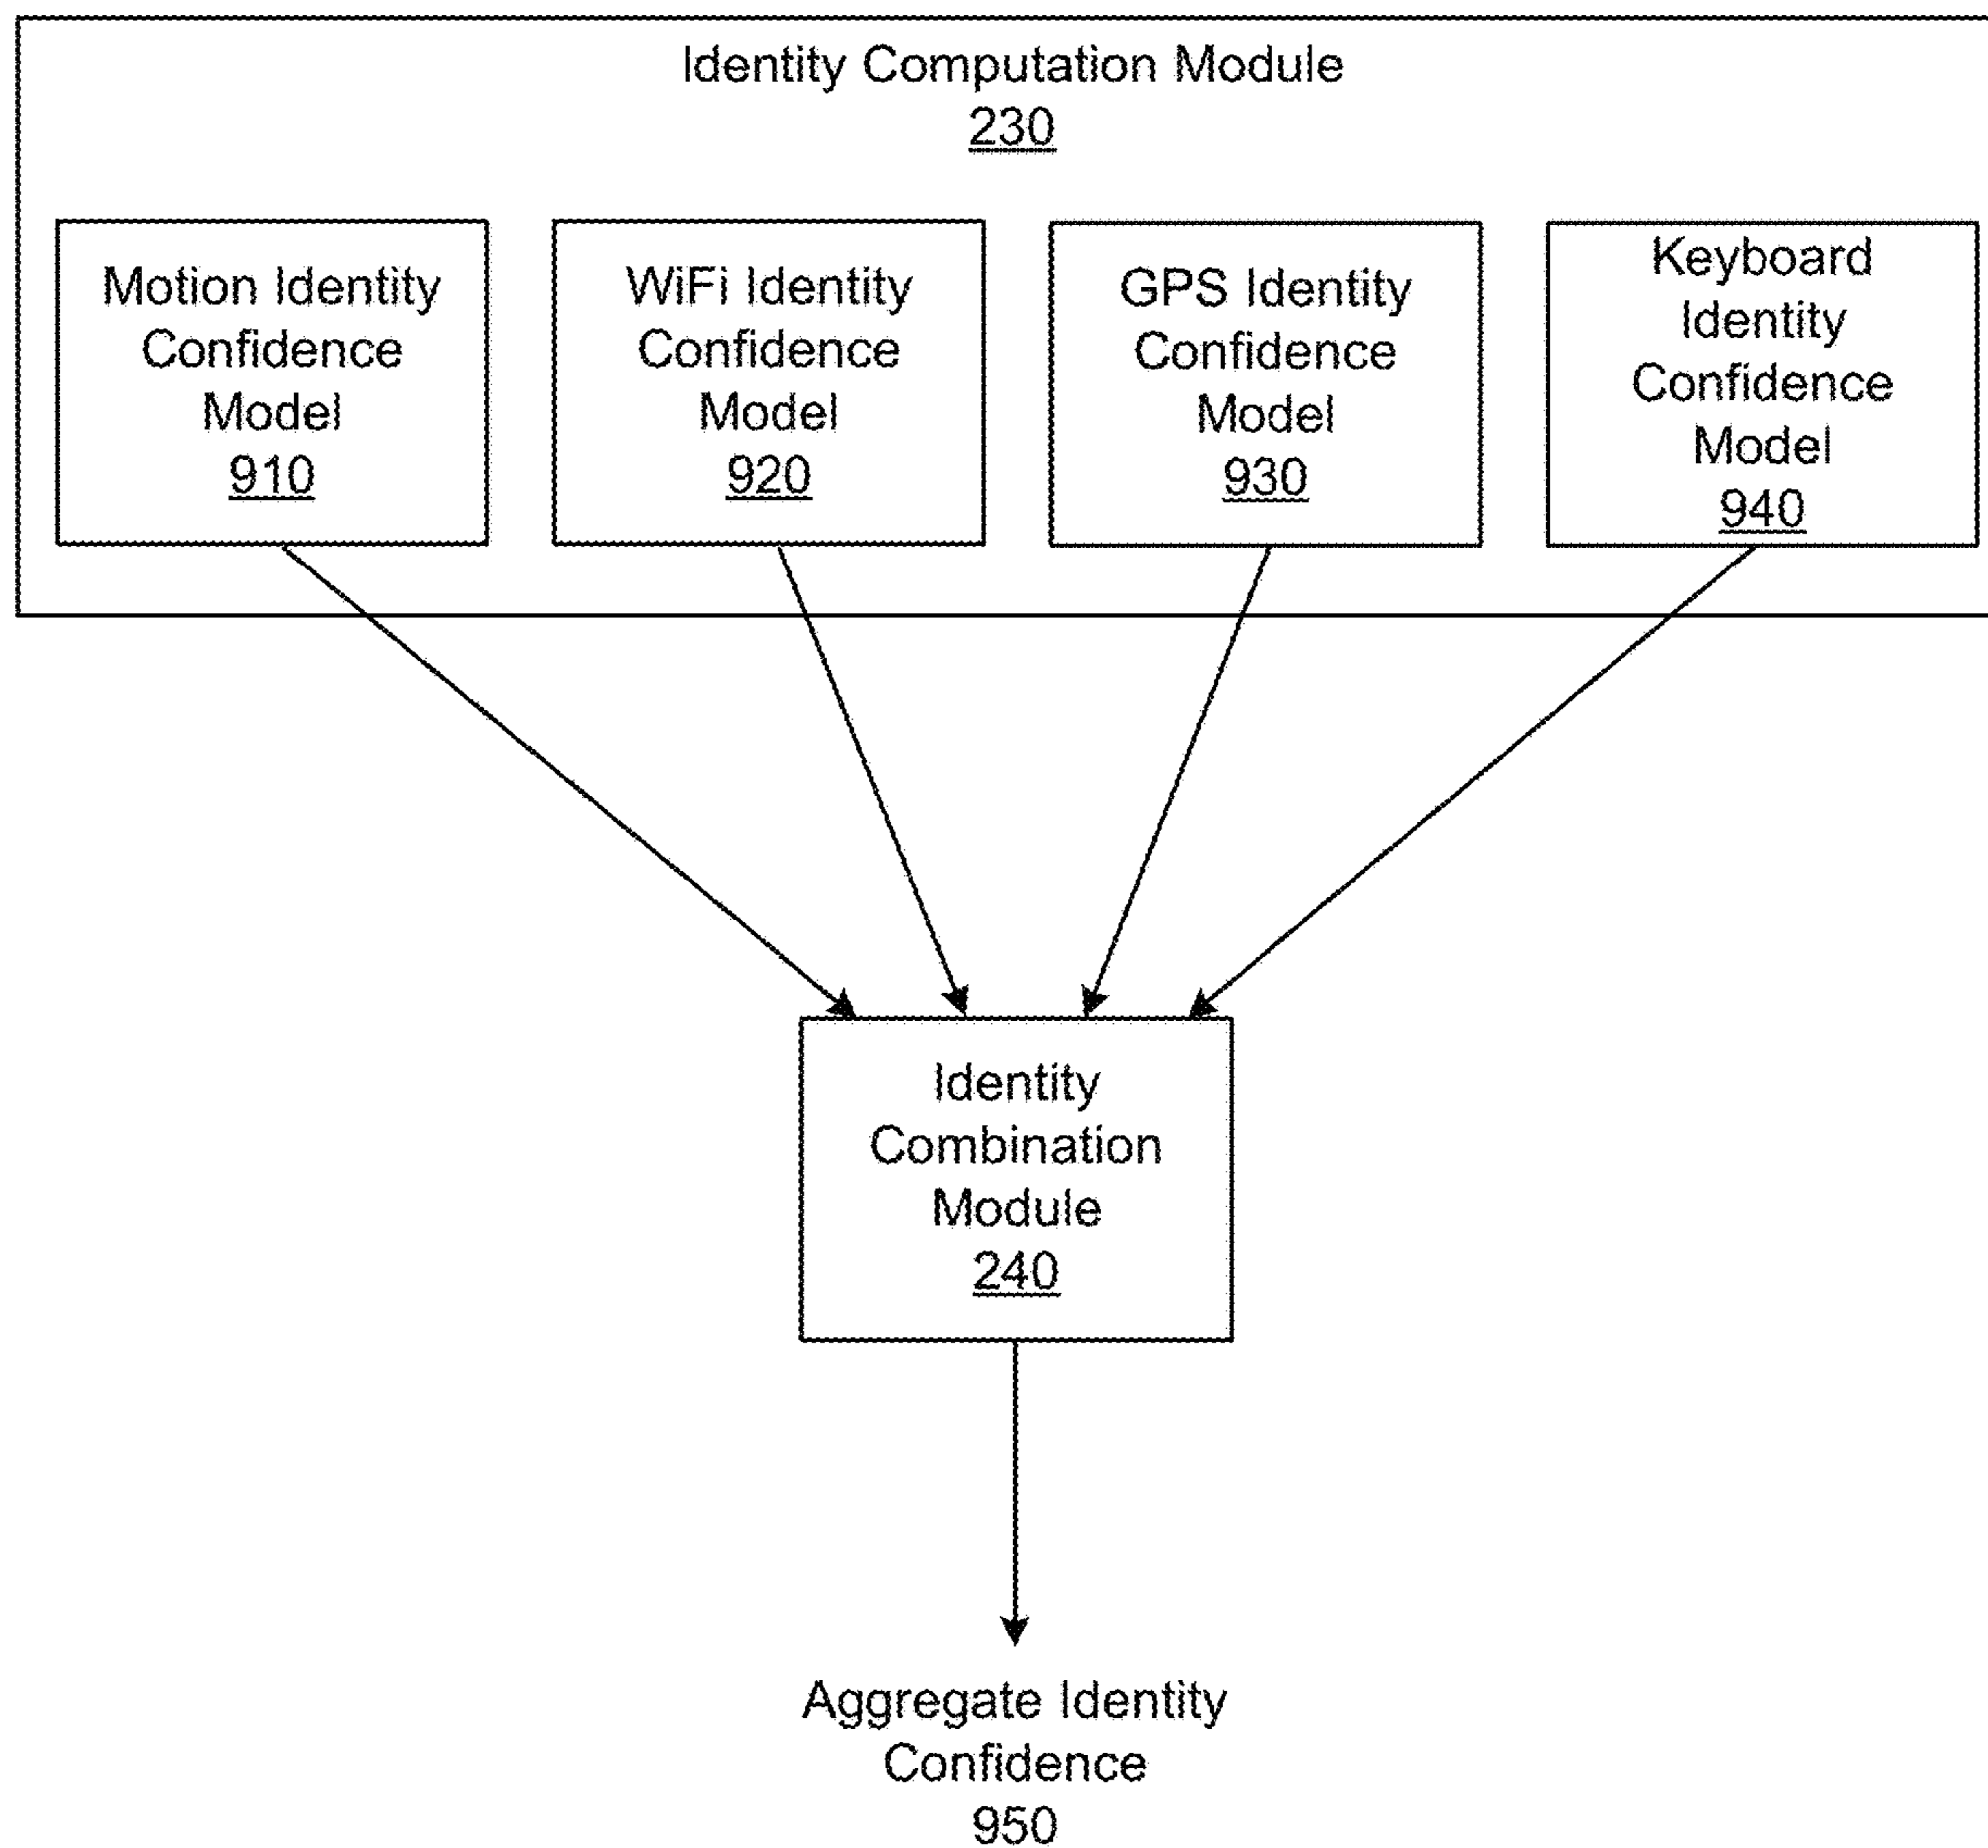 Identity Computation Module
230
Motion Identity
Confidence
Model
910
WiFi Identity
Confidence
Model
920
GPS Identity
Confidence
Model
930
Keyboard
Identity
Confidence
Model
940
Identity
Combination
Module
240
Aggregate Identity
Confidence
950